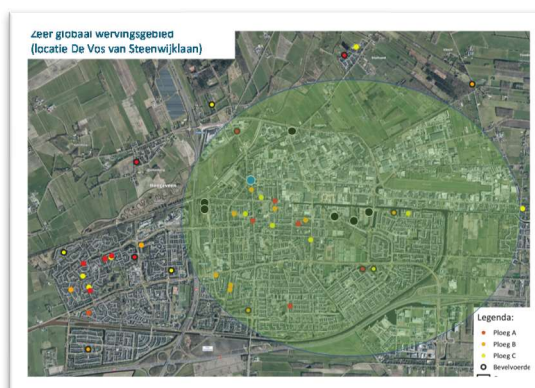 Zeer globaal wervingsgebied
(locatie De Vos van Steenwijklaan)
Legenda:
Ploeg A
Ploeg B
Ploeg C
Bevelvoerde